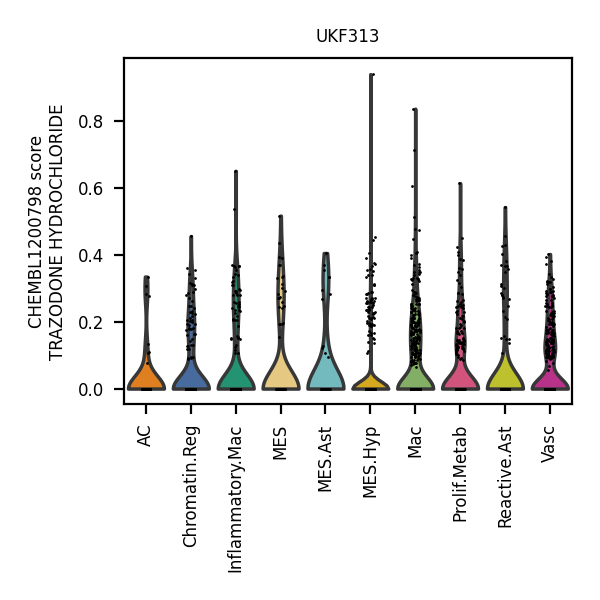 UKF313
CHEMBL1200798 score
TRAZODONE HYDROCHLORIDE
0.8
0.6
0.4
0.2
0.0
AC
Chromatin.Reg
Inflammatory.Mac
MES
MES.Ast
MES.Hyp
Mac
Prolif.Metab
Reactive.Ast
Vasc